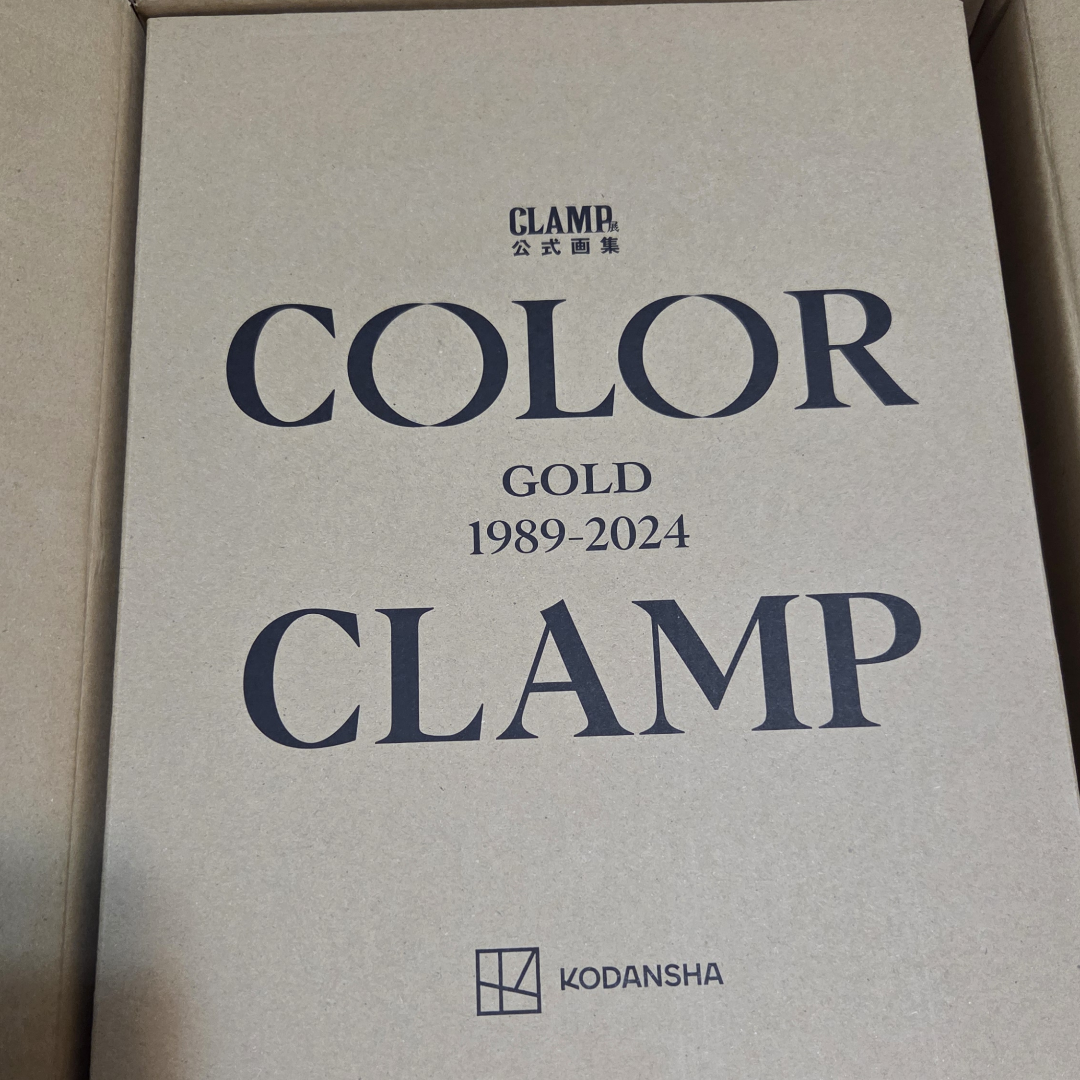 CLAMP展
公式画集
COLOR
GOLD
1989-2024
CLAMP
KODANSHA